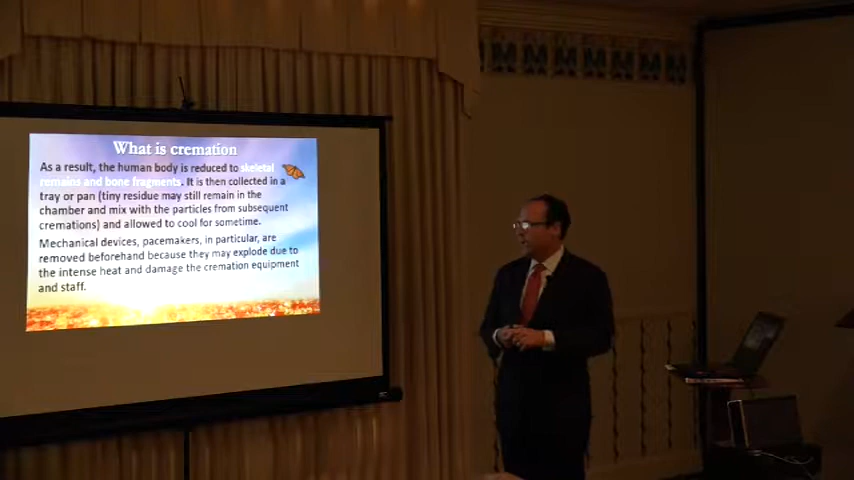 What is cremation
As a result, the human body is reduced to skeletal
remains and bone fragments. It is then collected in a
tray or pan (tiny residue may still remain in the
chamber and mix with the particles from subsequent
cremations) and allowed to cool for sometime.
Mechanical devices, pacemakers, in particular, are
removed beforehand because they may explode due to
the intense heat and damage the cremation equipment
and staff.